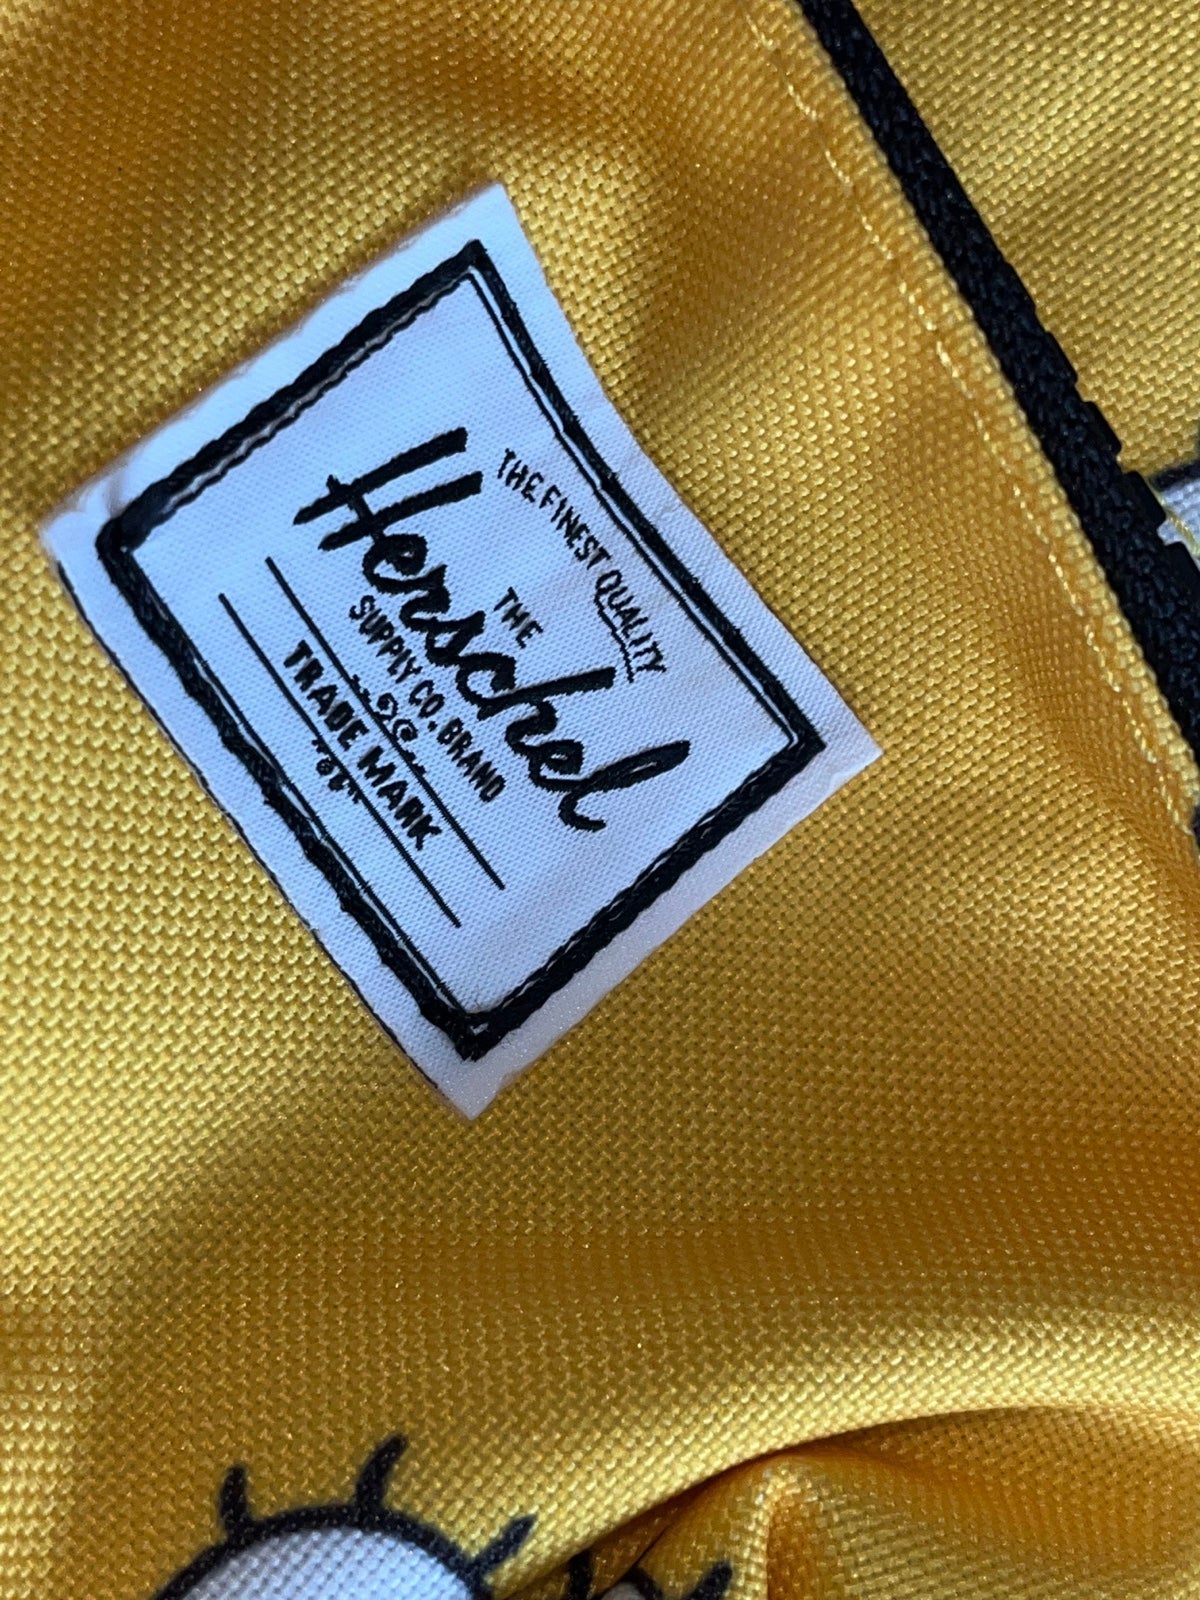 THE FINEST QUALITY
THE
Herschel
SUPPLY CO. BRAND
TRADE MARK